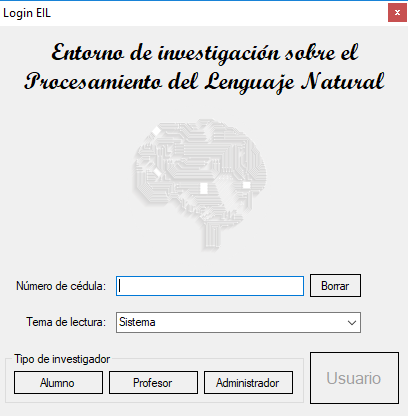 Login EIL
x
Entorno de investigación sobre el
Procesamiento del Lenguaje Natural
Número de cédula:
Borrar
Tema de lectura:
Sistema
Tipo de investigador
Alumno
Profesor
Administrador
Usuario